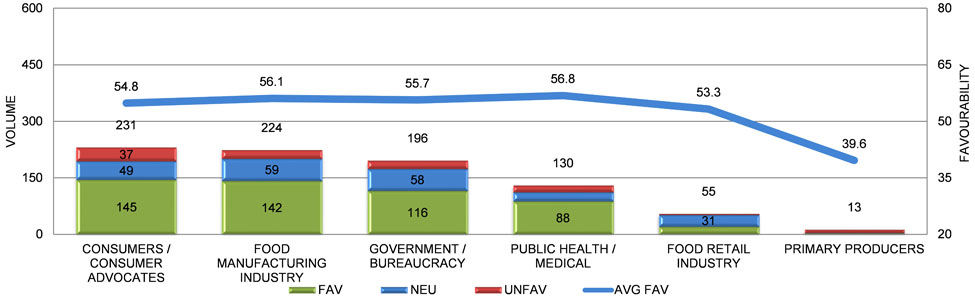 600
80
54.8
56.1
55.7
56.8
53.3
450
65
VOLUME
FAVOURABILITY
300
50
231
224
196
130
55
39.6
13
150
35
37
49
145
59
142
58
116
88
31
0
20
CONSUMERS /
CONSUMER
ADVOCATES
FOOD
MANUFACTURING
INDUSTRY
GOVERNMENT /
BUREAUCRACY
PUBLIC HEALTH /
MEDICAL
FOOD RETAIL
INDUSTRY
PRIMARY PRODUCERS
FAV
NEU
UNFAV
AVG FAV